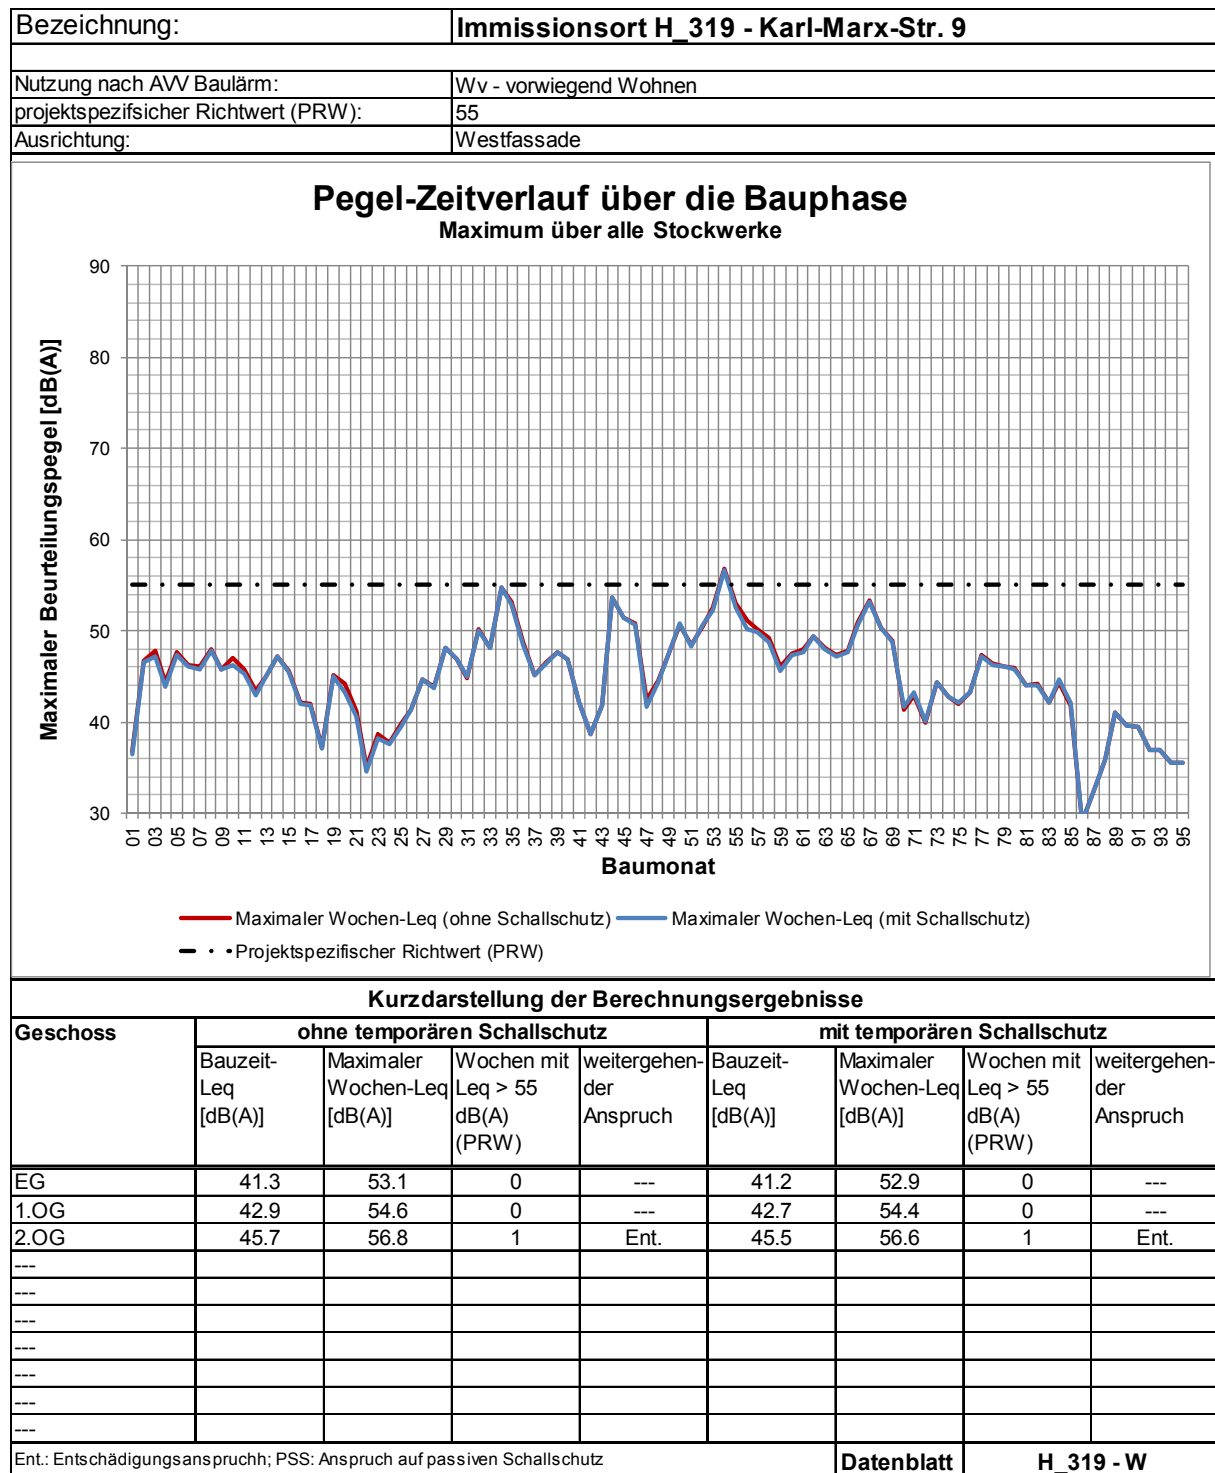 Bezeichnung: Immissionsort H_319 - Karl-Marx-Str. 9
Nutzung nach AVV Baulärm: Wv - vorwiegend Wohnen
projektspezifsicher Richtwert (PRW): 55
Ausrichtung: Westfassade
Pegel-Zeitverlauf über die Bauphase
Maximum über alle Stockwerke
Maximaler Beurteilungspegel [dB(A)]
90
80
70
60
50
40
30
01 03 05 07 09 11 13 15 17 19 21 23 25 27 29 31 33 35 37 39 41 43 45 47 49 51 53 55 57 59 61 63 65 67 69 71 73 75 77 79 81 83 85 87 89 91 93 95
Baumonat
Maximaler Wochen-Leq (ohne Schallschutz) Maximaler Wochen-Leq (mit Schallschutz)
Projektspezifischer Richtwert (PRW)
Kurzdarstellung der Berechnungsergebnisse
Geschoss ohne temporären Schallschutz mit temporären Schallschutz
Bauzeit- Maximaler Wochen mit weitergehen- Bauzeit- Maximaler Wochen mit weitergehen-
Leq Wochen-Leq Leq > 55 der Leq Wochen-Leq Leq > 55 der
[dB(A)] [dB(A)] dB(A) Anspruch [dB(A)] [dB(A)] dB(A) Anspruch
(PRW) (PRW)
EG 41.3 53.1 0 --- 41.2 52.9 0 ---
1.OG 42.9 54.6 0 --- 42.7 54.4 0 ---
2.OG 45.7 56.8 1 Ent. 45.5 56.6 1 Ent.
---
---
---
---
---
---
---
Ent.: Entschädigungsanspruchh; PSS: Anspruch auf passiven Schallschutz Datenblatt H_319 - W